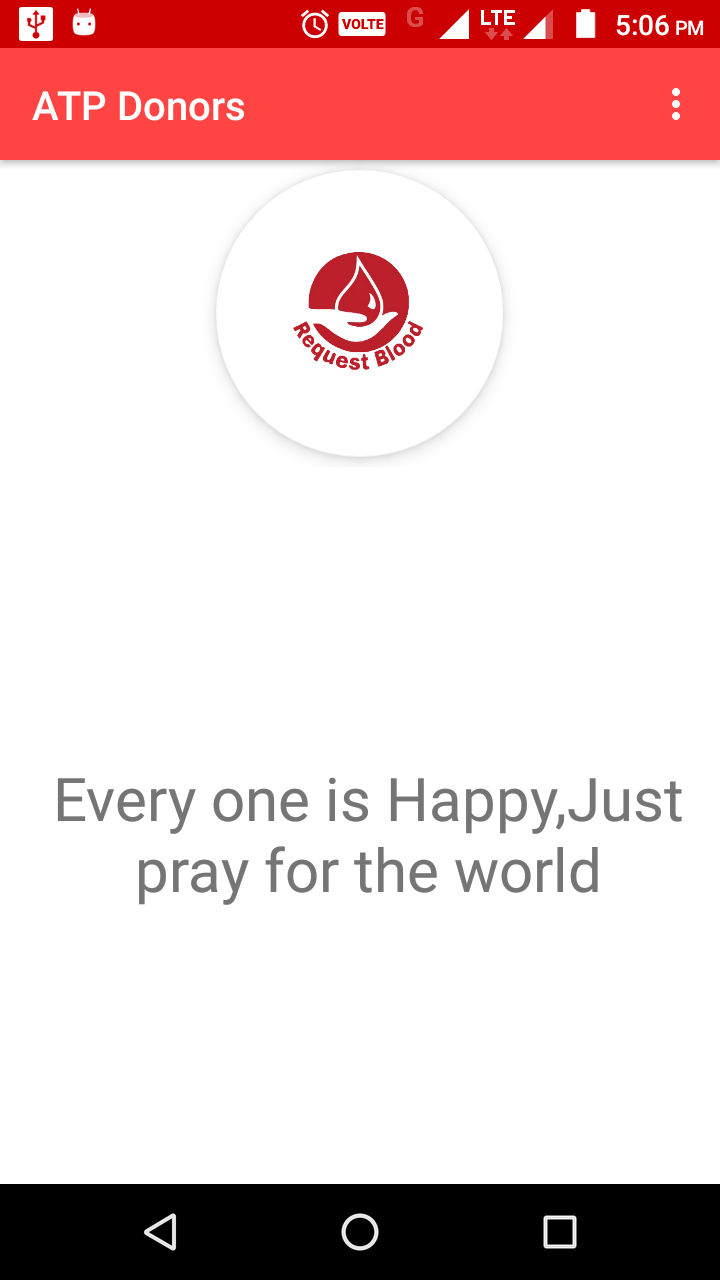 VOLTE G LTE 5:06 PM
ATP Donors
Request Blood
Every one is Happy,Just
pray for the world